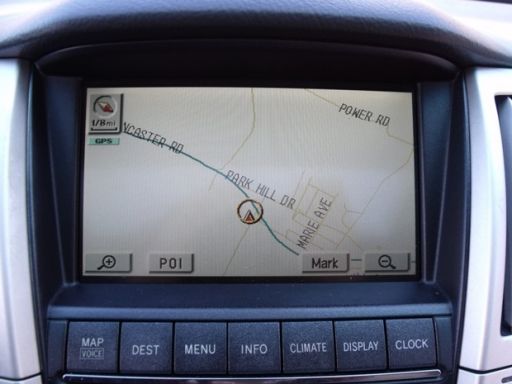 1/8mi
GPS
NCASTER RD
POWER RD
PARK HILL DR
MARIE AVE
POI
Mark
MAP
VOICE
DEST
MENU
INFO
CLIMATE
DISPLAY
CLOCK